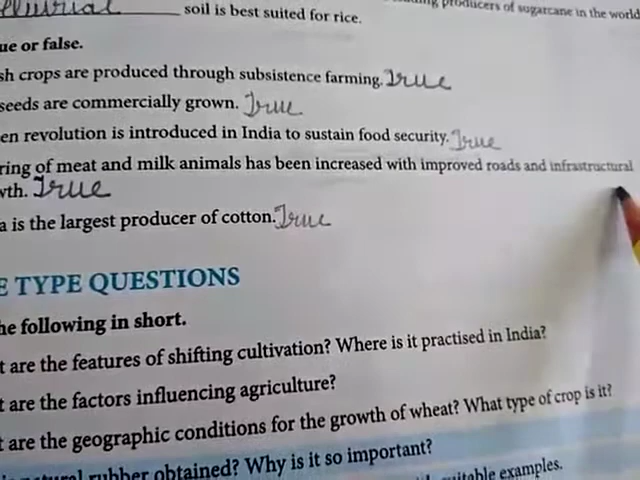 soil is best suited for rice.
producers of sugarcane in the world
ue or false.
sh crops are produced through subsistence farming. True
seeds are commercially grown. True
en revolution is introduced in India to sustain food security. True
ring of meat and milk animals has been increased with improved roads and infrastructural
wth. True
a is the largest producer of cotton. True
E TYPE QUESTIONS
he following in short.
t are the features of shifting cultivation? Where is it practised in India?
t are the factors influencing agriculture?
t are the geographic conditions for the growth of wheat? What type of crop is it?
natural rubber obtained? Why is it so important?
suitable examples.